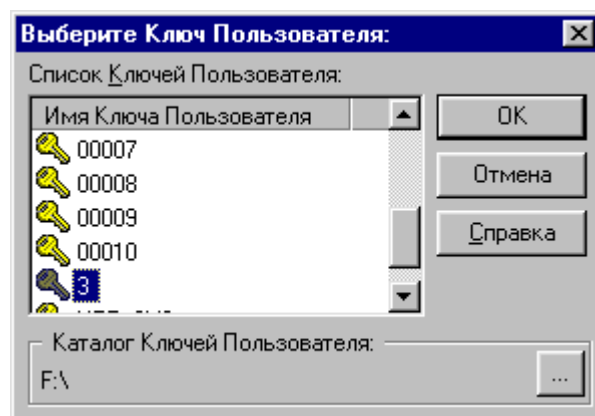 Выберите Ключ Пользователя:
Список Ключей Пользователя:
Имя Ключа Пользователя
00007
00008
00009
00010
3
OK
Отмена
Справка
Каталог Ключей Пользователя:
F:\
...